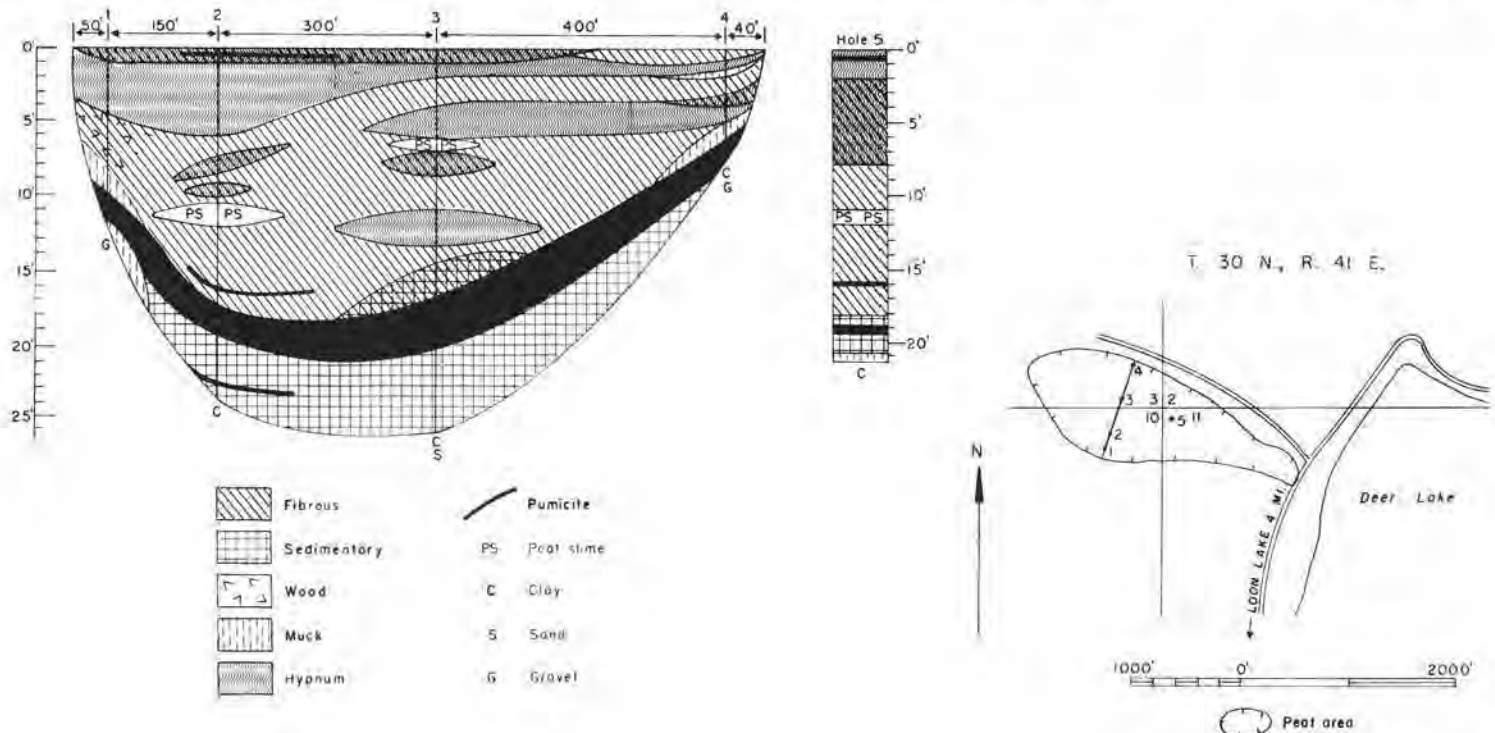 1 2 3 4
50' 150' 300' 400' 40'
0'
5'
10'
15'
20'
25'
PS PS
PS PS
G
C
C
S
C
G
Hole 5
0'
5'
10'
15'
20'
PS PS
C
Fibrous
Sedimentary
Wood
Muck
Hypnum
Pumicite
PS Peat slime
C Clay
S Sand
G Gravel
T. 30 N., R. 41 E.
4
3 3 2
10 5 11
2
1
N
LOON LAKE 4 MI.
Deer Lake
1000' 0' 2000'
Peat area